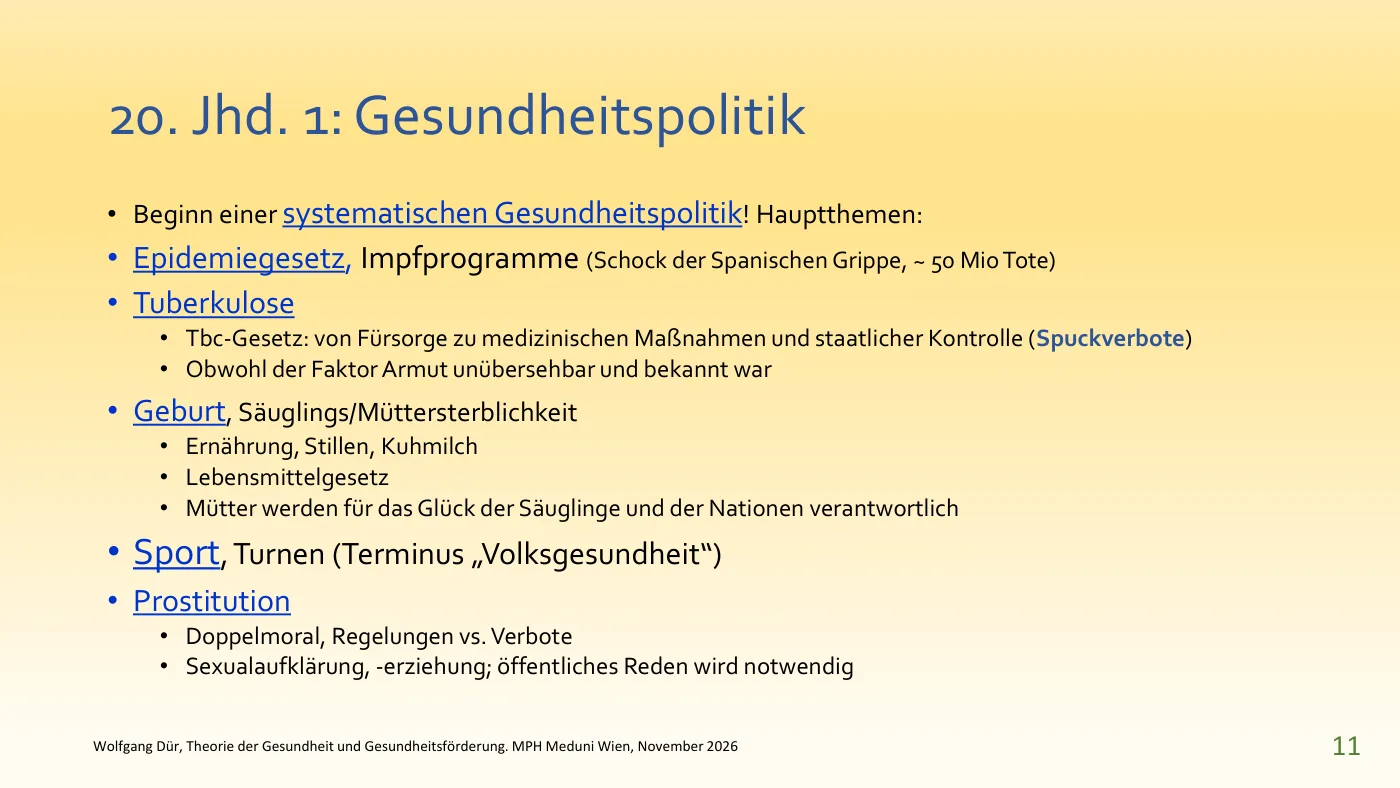 20. Jhd. 1: Gesundheitspolitik
• Beginn einer systematischen Gesundheitspolitik! Hauptthemen:
• Epidemiegesetz, Impfprogramme (Schock der Spanischen Grippe, ~ 50 Mio Tote)
• Tuberkulose
• Tbc-Gesetz: von Fürsorge zu medizinischen Maßnahmen und staatlicher Kontrolle (Spuckverbote)
• Obwohl der Faktor Armut unübersehbar und bekannt war
• Geburt, Säuglings/Müttersterblichkeit
• Ernährung, Stillen, Kuhmilch
• Lebensmittelgesetz
• Mütter werden für das Glück der Säuglinge und der Nationen verantwortlich
• Sport, Turnen (Terminus „Volksgesundheit“)
• Prostitution
• Doppelmoral, Regelungen vs. Verbote
• Sexualaufklärung, -erziehung; öffentliches Reden wird notwendig
Wolfgang Dür, Theorie der Gesundheit und Gesundheitsförderung. MPH Meduni Wien, November 2026
11